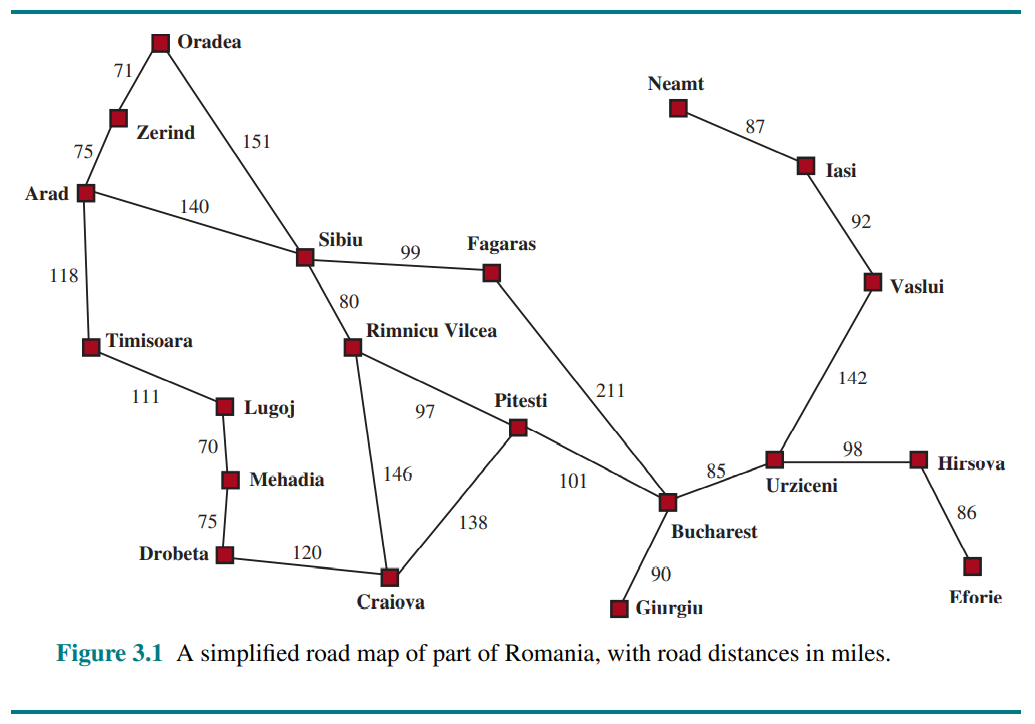 Oradea
71
Neamt
87
Zerind
151
75
Iasi
Arad
140
92
Sibiu
Fagaras
99
118
80
Vaslui
Rimnicu Vilcea
Timisoara
142
211
111
Pitesti
Lugoj
97
70
98
85
Hirsova
Mehadia
146
101
Urziceni
75
138
86
Bucharest
Drobeta
120
90
Eforie
Craiova
Giurgiu
Figure 3.1 A simplified road map of part of Romania, with road distances in miles.